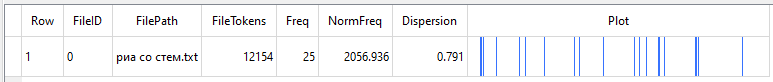 Row FileID FilePath FileTokens Freq NormFreq Dispersion Plot
1 0 риа со стем.txt 12154 25 2056.936 0.791